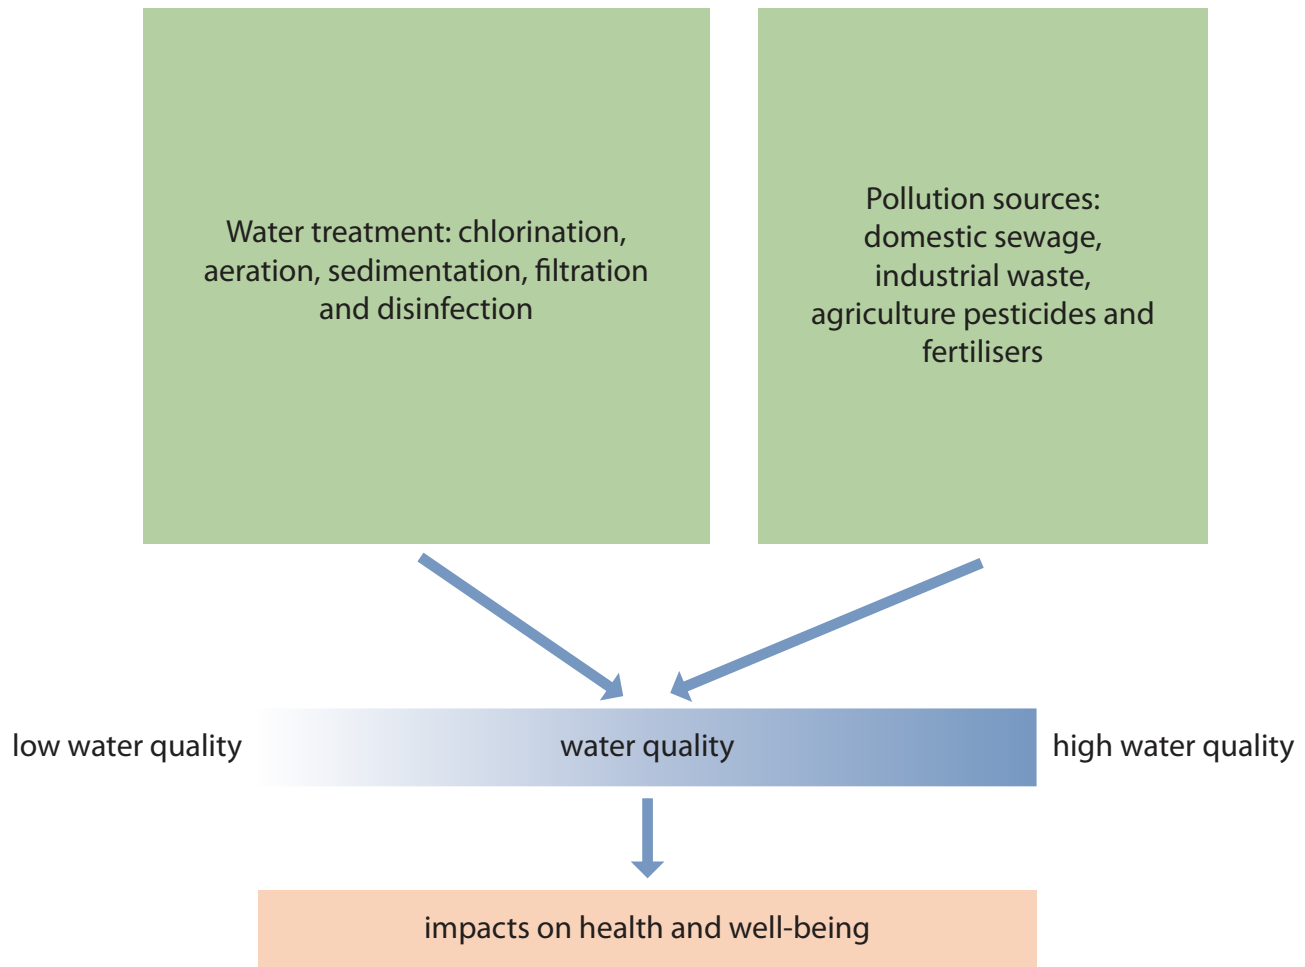 Water treatment: chlorination,
aeration, sedimentation, filtration
and disinfection
Pollution sources:
domestic sewage,
industrial waste,
agriculture pesticides and
fertilisers
low water quality
water quality
high water quality
impacts on health and well-being